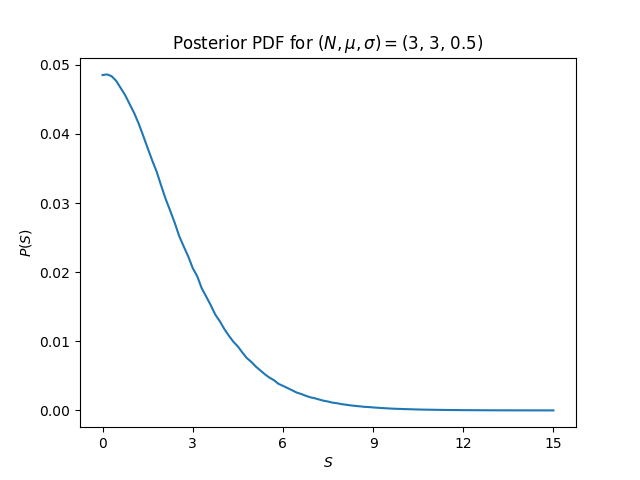 Posterior PDF for (N, μ, σ) = (3, 3, 0.5)
0.05
0.04
0.03
0.02
0.01
0.00
P(S)
0 3 6 9 12 15
S